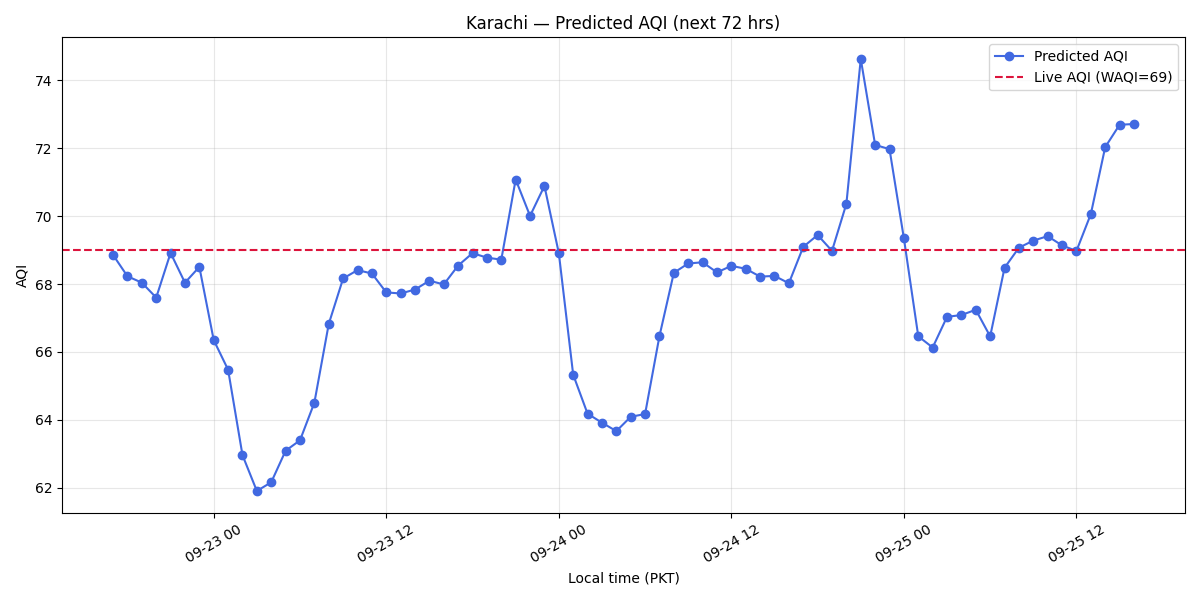 Karachi — Predicted AQI (next 72 hrs)
Predicted AQI
Live AQI (WAQI=69)
AQI
74
72
70
68
66
64
62
09-23 00
09-23 12
09-24 00
09-24 12
09-25 00
09-25 12
Local time (PKT)